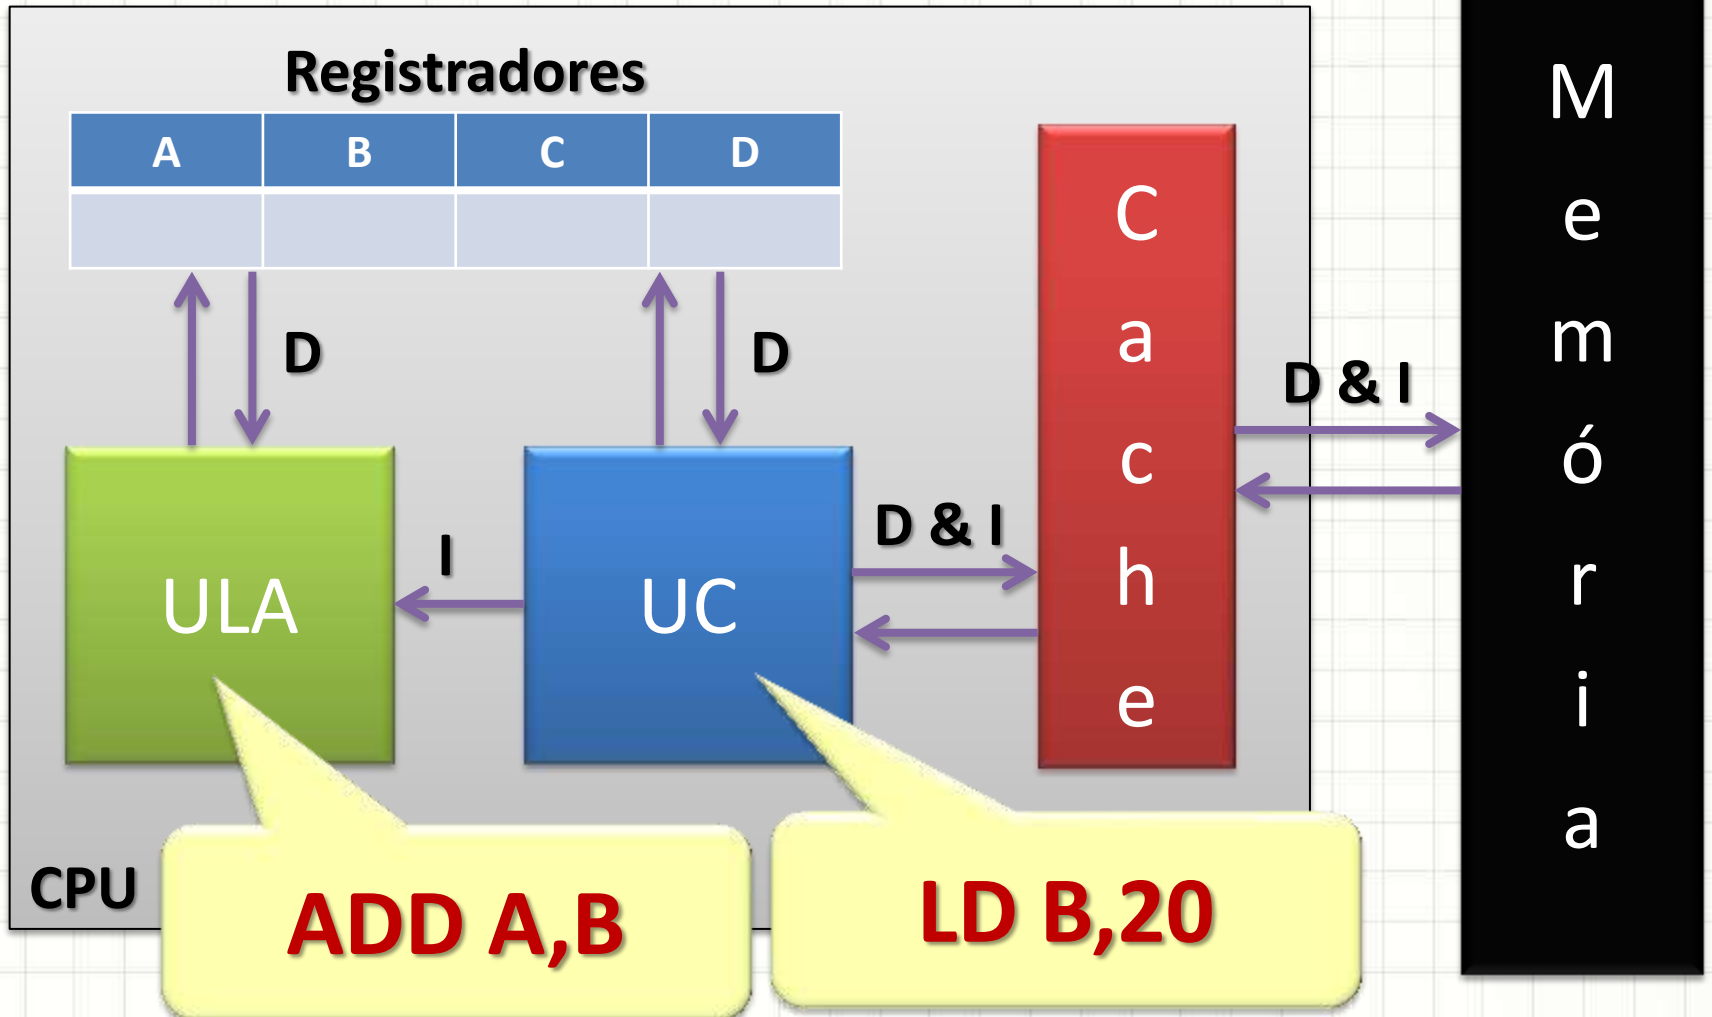 Registradores
A B C D
D
D
D & I
D & I
I
ULA
UC
Cache
Memória
CPU
ADD A,B
LD B,20